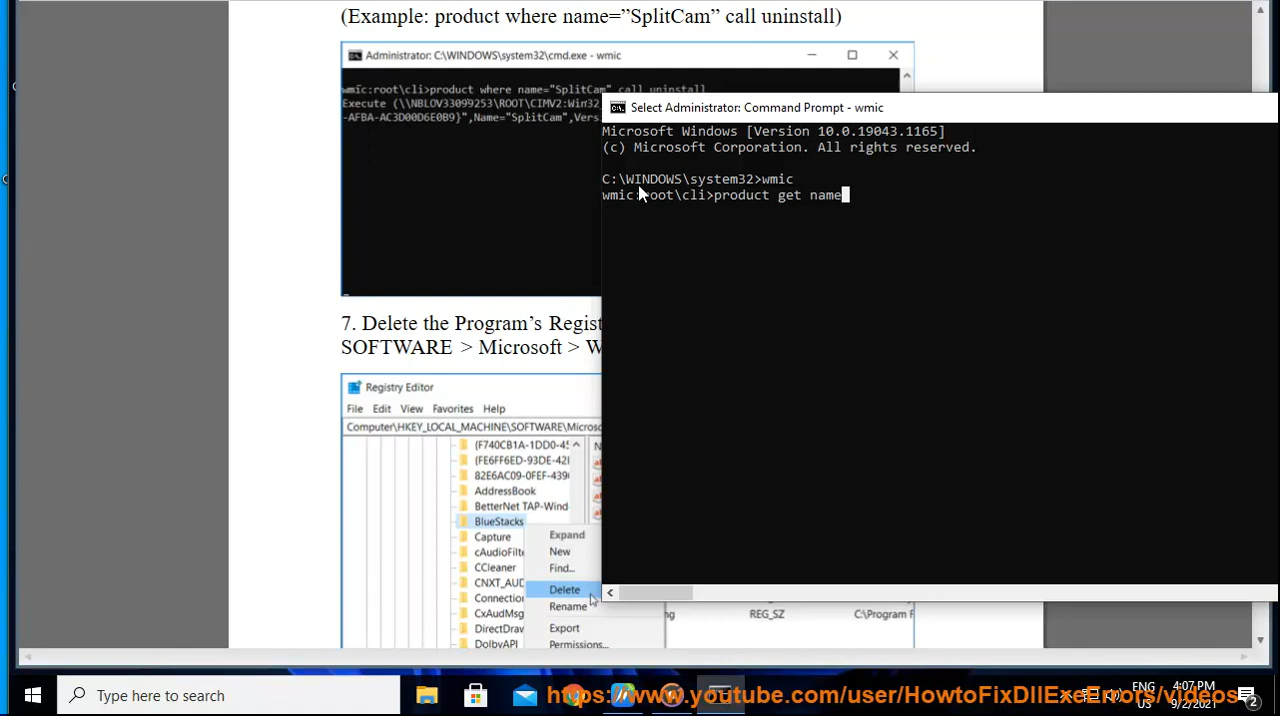 (Example: product where name=”SplitCam” call uninstall)
Administrator: C:\WINDOWS\system32\cmd.exe - wmic
wmic:root\cli>product where name="SplitCam" call uninstall
Execute (\\NBLOV33099253\ROOT\CIMV2:Win32_
-AFBA-AC3D00D6E0B9}",Name="SplitCam",Versi
Select Administrator: Command Prompt - wmic
Microsoft Windows [Version 10.0.19043.1165]
(c) Microsoft Corporation. All rights reserved.
C:\WINDOWS\system32>wmic
wmic:root\cli>product get name
7. Delete the Program’s Regist
SOFTWARE > Microsoft > W
Registry Editor
File Edit View Favorites Help
Computer\HKEY_LOCAL_MACHINE\SOFTWARE\Microso
{F740CB1A-1DD0-45
{FE6FF6ED-93DE-42
82E6AC09-0FEF-439
AddressBook
BetterNet TAP-Wind
BlueStacks
Capture
cAudioFilte
CCleaner
CNXT_AUD
Connection
CxAudMsg
DirectDraw
DolbyAPI
Expand
New
Find...
Delete
Rename
Export
Permissions...
ng REG_SZ C:\Program F
Type here to search
https://www.youtube.com/user/HowtoFixDllExeErrors/videos
ENG
US
4:07 PM
9/2/2021
2